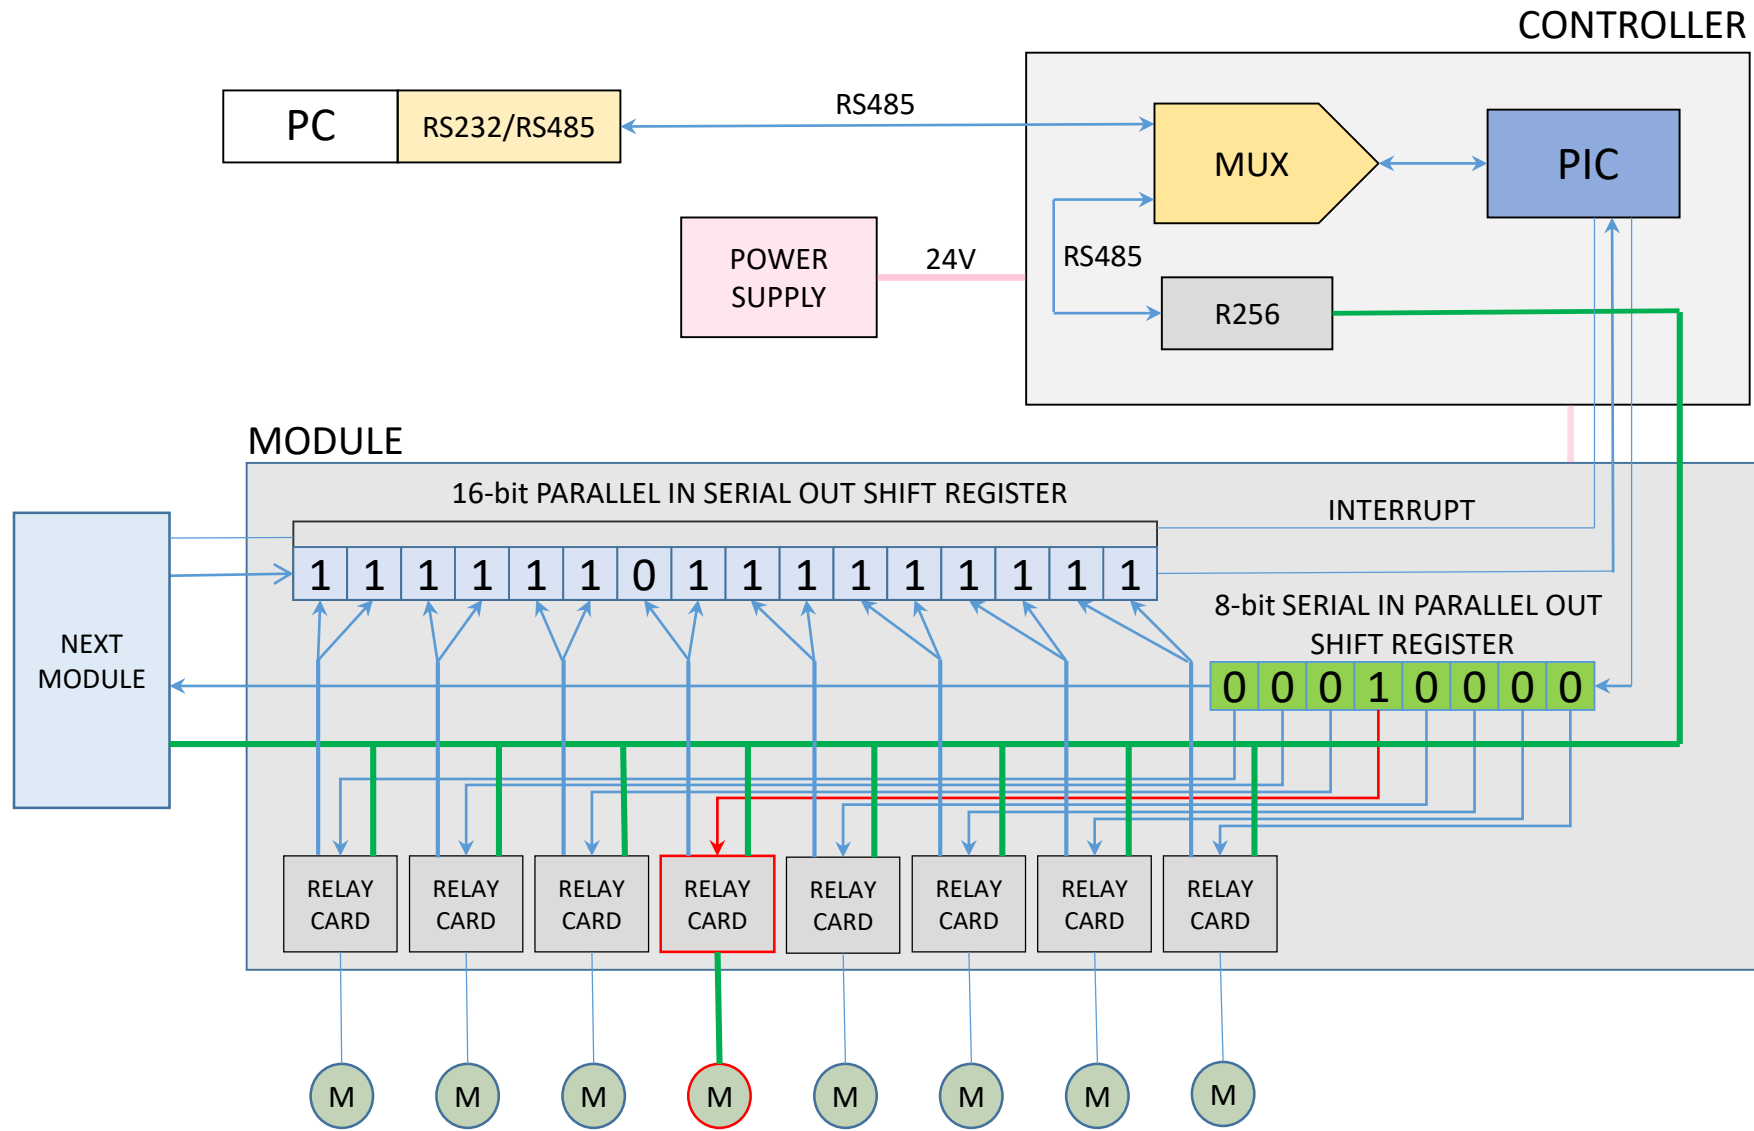 CONTROLLER
PC
RS232/RS485
RS485
MUX
PIC
POWER
SUPPLY
24V
RS485
R256
MODULE
16-bit PARALLEL IN SERIAL OUT SHIFT REGISTER
INTERRUPT
1 1 1 1 1 1 0 1 1 1 1 1 1 1 1 1
8-bit SERIAL IN PARALLEL OUT
SHIFT REGISTER
NEXT
MODULE
0 0 0 1 0 0 0 0
RELAY
CARD
RELAY
CARD
RELAY
CARD
RELAY
CARD
RELAY
CARD
RELAY
CARD
RELAY
CARD
RELAY
CARD
M M M M M M M M